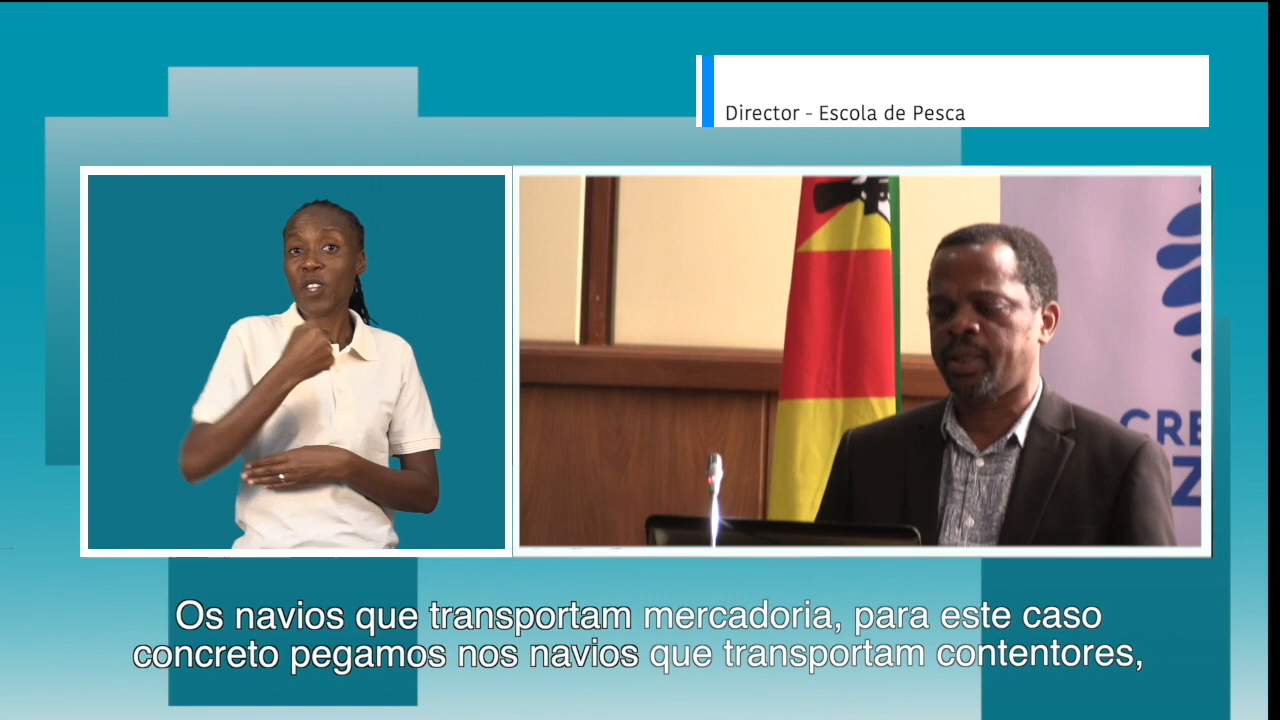 Director - Escola de Pesca
CRE
Z
Os navios que transportam mercadoria, para este caso
concreto pegamos nos navios que transportam contentores,